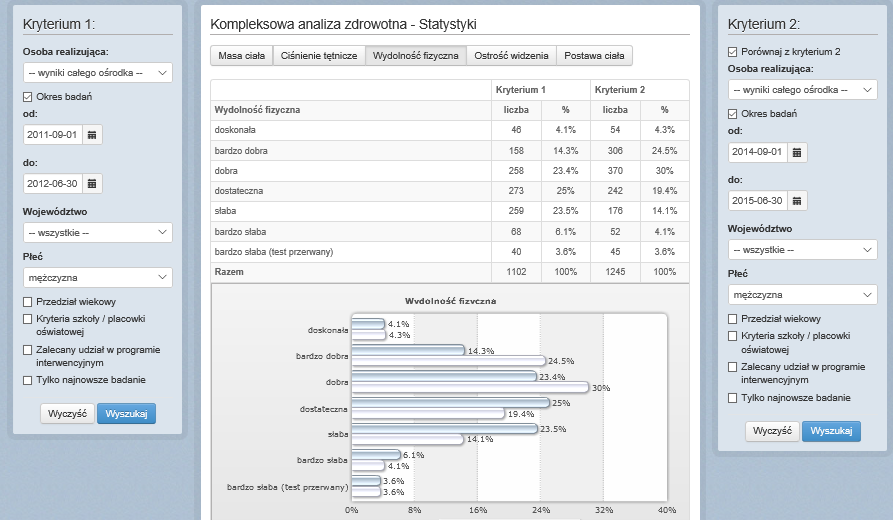 Kryterium 1:
Osoba realizująca:
-- wyniki całego ośrodka --
Okres badań
od:
2011-09-01
do:
2012-06-30
Województwo
-- wszystkie --
Płeć
mężczyzna
Przedział wiekowy
Kryteria szkoły / placowki
oświatowej
Zalecany udział w programie
interwencyjnym
Tylko najnowsze badanie
Wyczyść Wyszukaj
Kompleksowa analiza zdrowotna - Statystyki
Masa ciała Ciśnienie tętnicze Wydolność fizyczna Ostrość widzenia Postawa ciała
Kryterium 1 Kryterium 2
Wydolność fizyczna liczba % liczba %
doskonała 46 4.1% 54 4.3%
bardzo dobra 158 14.3% 306 24.5%
dobra 258 23.4% 370 30%
dostateczna 273 25% 242 19.4%
słaba 259 23.5% 176 14.1%
bardzo słaba 68 6.1% 52 4.1%
bardzo słaba (test przerwany) 40 3.6% 45 3.6%
Razem 1102 100% 1245 100%
Wydolność fizyczna
doskonała 4.1%
4.3%
bardzo dobra 14.3%
24.5%
dobra 23.4%
30%
dostateczna 25%
19.4%
słaba 23.5%
14.1%
bardzo słaba 6.1%
4.1%
bardzo słaba (test przerwany) 3.6%
3.6%
0% 8% 16% 24% 32% 40%
Kryterium 2:
Porównaj z kryterium 2
Osoba realizująca:
-- wyniki całego ośrodka --
Okres badań
od:
2014-09-01
do:
2015-06-30
Województwo
-- wszystkie --
Płeć
mężczyzna
Przedział wiekowy
Kryteria szkoły / placowki
oświatowej
Zalecany udział w programie
interwencyjnym
Tylko najnowsze badanie
Wyczyść Wyszukaj